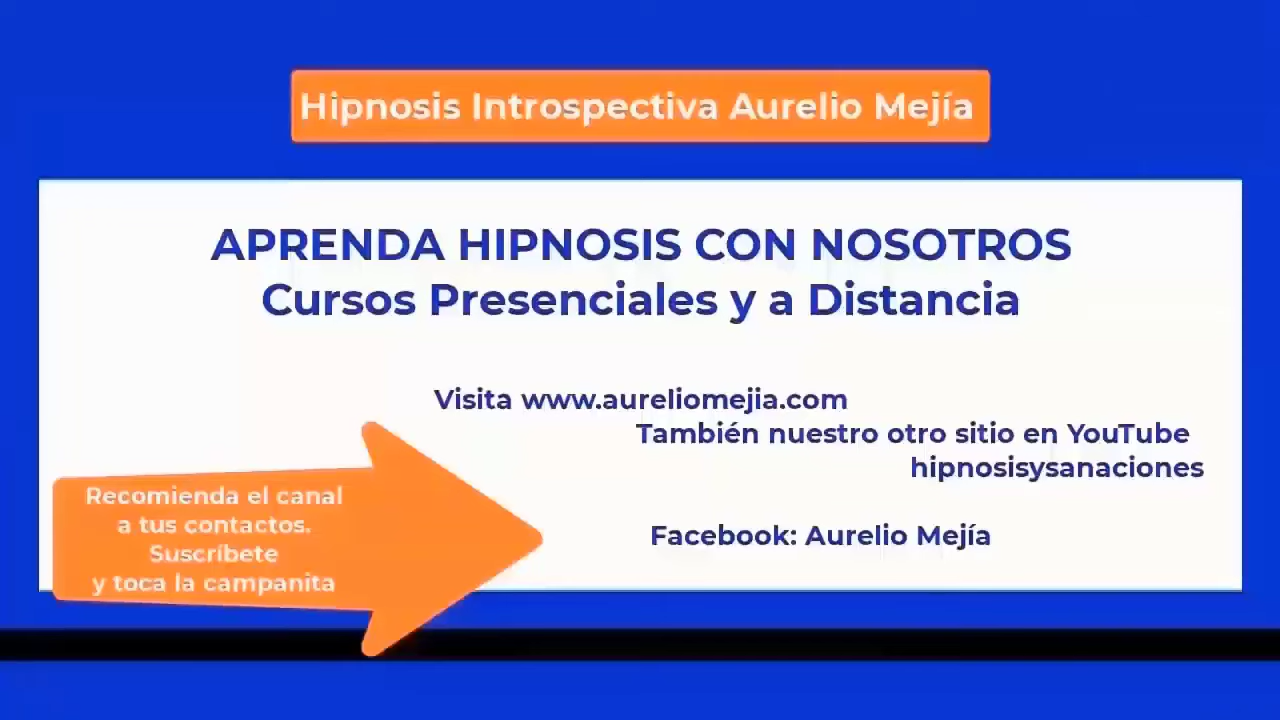 Hipnosis Introspectiva Aurelio Mejía
APRENDA HIPNOSIS CON NOSOTROS
Cursos Presenciales y a Distancia
Visita www.aureliomejia.com
También nuestro otro sitio en YouTube
hipnosisysanaciones
Facebook: Aurelio Mejía
Recomienda el canal
a tus contactos.
Suscríbete
y toca la campanita